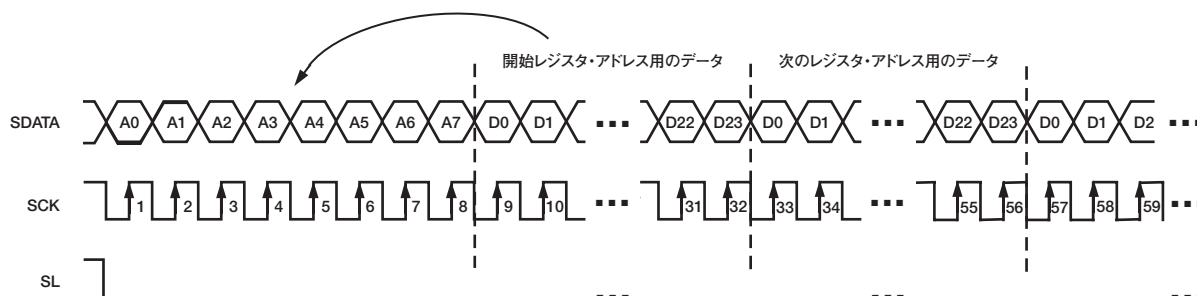 開始レジスタ・アドレス用のデータ 次のレジスタ・アドレス用のデータ
SDATA A0 A1 A2 A3 A4 A5 A6 A7 D0 D1 ... D22 D23 D0 D1 ... D22 D23 D0 D1 D2 ...
SCK 1 2 3 4 5 6 7 8 9 10 ... 31 32 33 34 ... 55 56 57 58 59 ...
SL ... ... ...